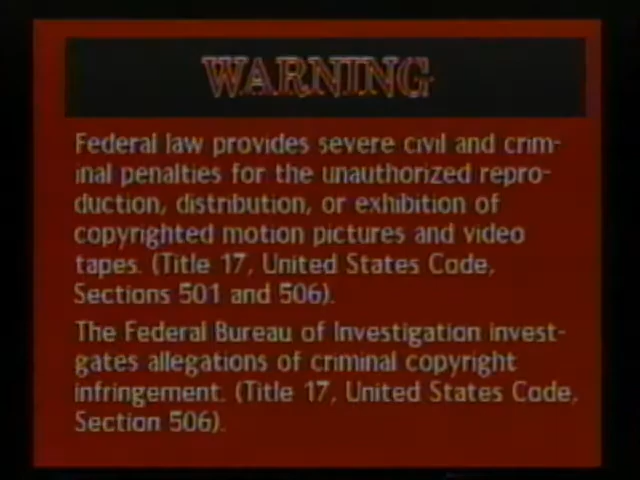 WARNING
Federal law provides severe civil and crim-
inal penalties for the unauthorized repro-
duction, distribution, or exhibition of
copyrighted motion pictures and video
tapes. (Title 17, United States Code,
Sections 501 and 506).
The Federal Bureau of Investigation invest-
gates allegations of criminal copyright
infringement. (Title 17, United States Code,
Section 506).